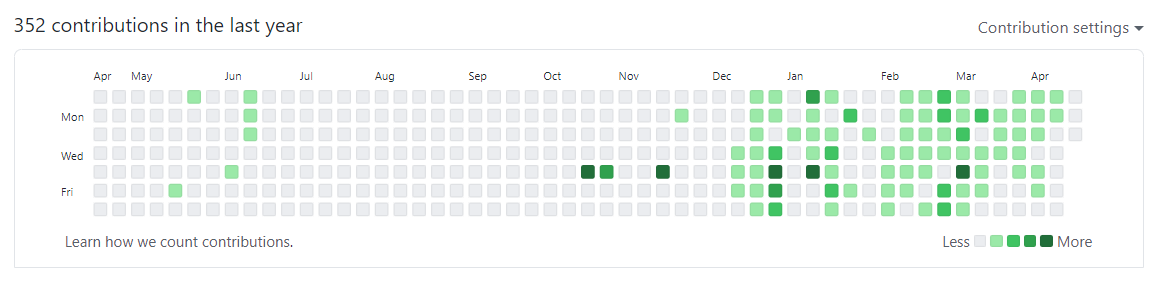 352 contributions in the last year
Contribution settings
Apr May Jun Jul Aug Sep Oct Nov Dec Jan Feb Mar Apr
Mon
Wed
Fri
Learn how we count contributions.
Less More